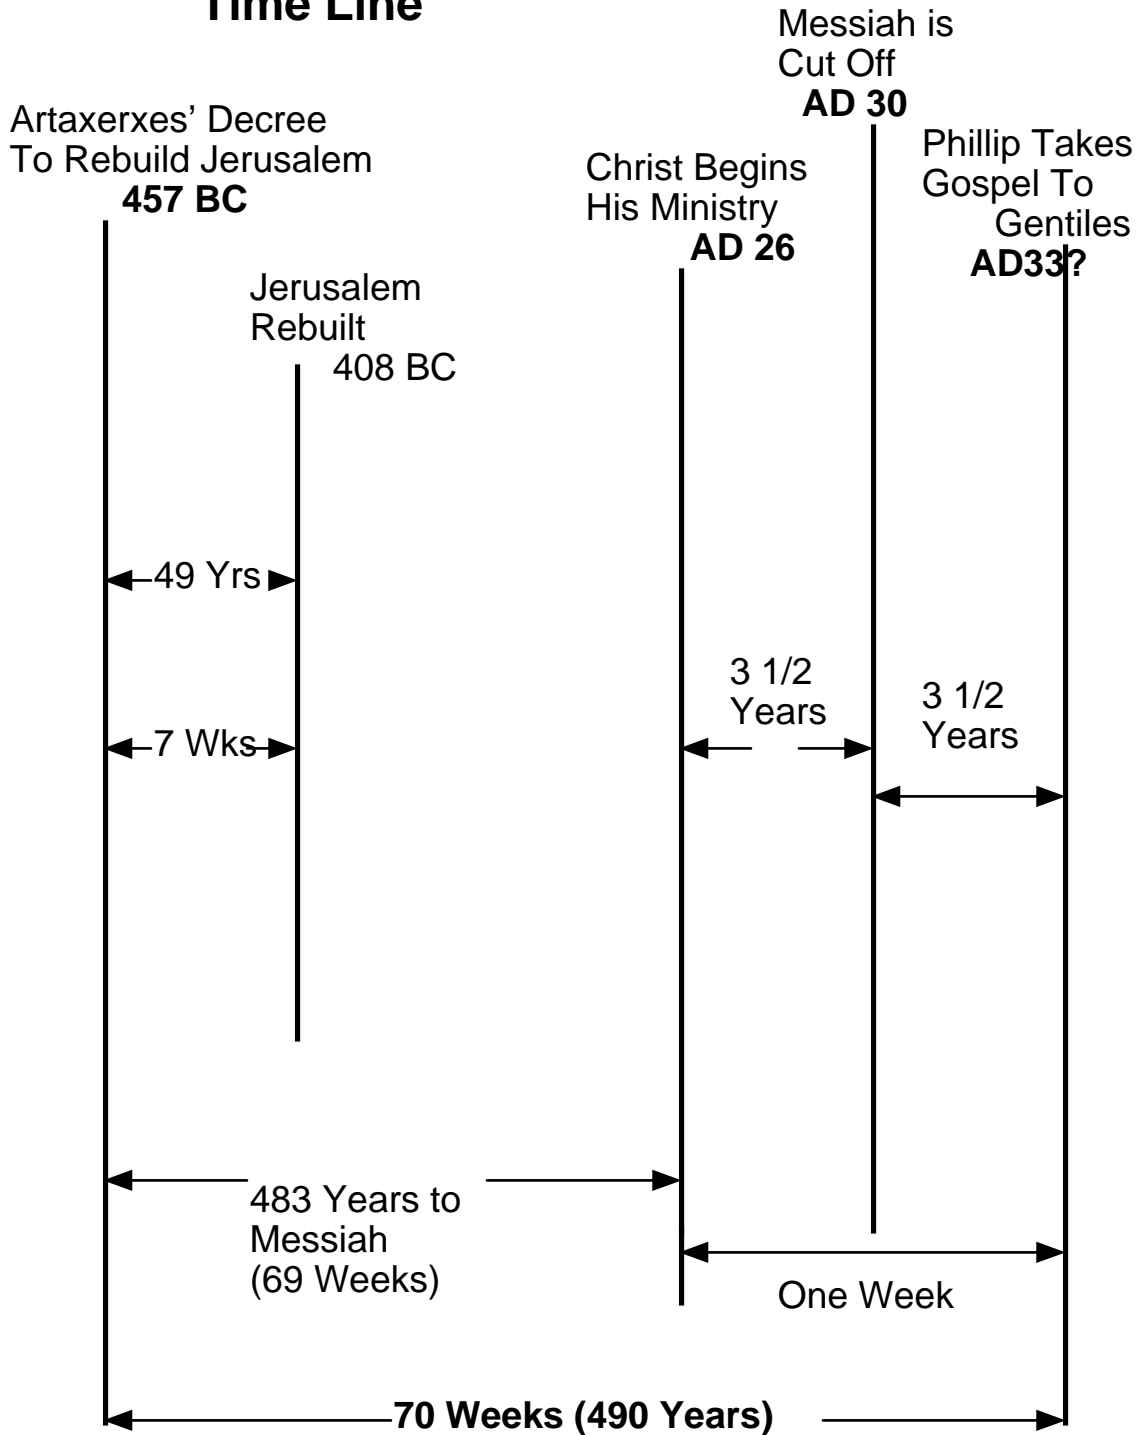 Time Line
Messiah is
Cut Off
AD 30
Artaxerxes’ Decree
To Rebuild Jerusalem
457 BC
Christ Begins
His Ministry
AD 26
Phillip Takes
Gospel To
Gentiles
AD33?
Jerusalem
Rebuilt
408 BC
49 Yrs
7 Wks
3 1/2
Years
3 1/2
Years
483 Years to
Messiah
(69 Weeks)
One Week
70 Weeks (490 Years)